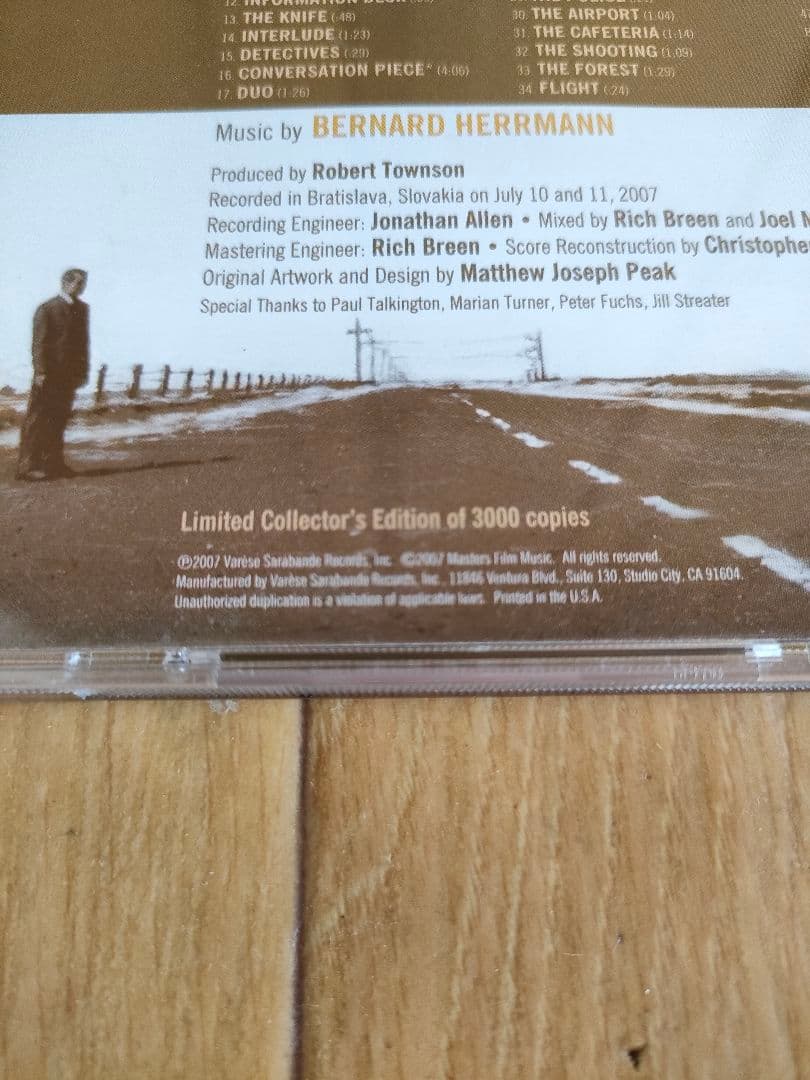 13. THE KNIFE (:48)
14. INTERLUDE (1:23)
15. DETECTIVES (:29)
16. CONVERSATION PIECE* (4:06)
17. DUO (1:26)
30. THE AIRPORT (1:04)
31. THE CAFETERIA (1:14)
32. THE SHOOTING (1:09)
33. THE FOREST (1:29)
34. FLIGHT (:24)
Music by BERNARD HERRMANN
Produced by Robert Townson
Recorded in Bratislava, Slovakia on July 10 and 11, 2007
Recording Engineer: Jonathan Allen • Mixed by Rich Breen and Joel
Mastering Engineer: Rich Breen • Score Reconstruction by Christophe
Original Artwork and Design by Matthew Joseph Peak
Special Thanks to Paul Talkington, Marian Turner, Peter Fuchs, Jill Streater
Limited Collector's Edition of 3000 copies
℗2007 Varèse Sarabande Records, Inc. ©2007 Masters Film Music. All rights reserved.
Manufactured by Varèse Sarabande Records, Inc. 11846 Ventura Blvd., Suite 130, Studio City, CA 91604.
Unauthorized duplication is a violation of applicable laws. Printed in the U.S.A.